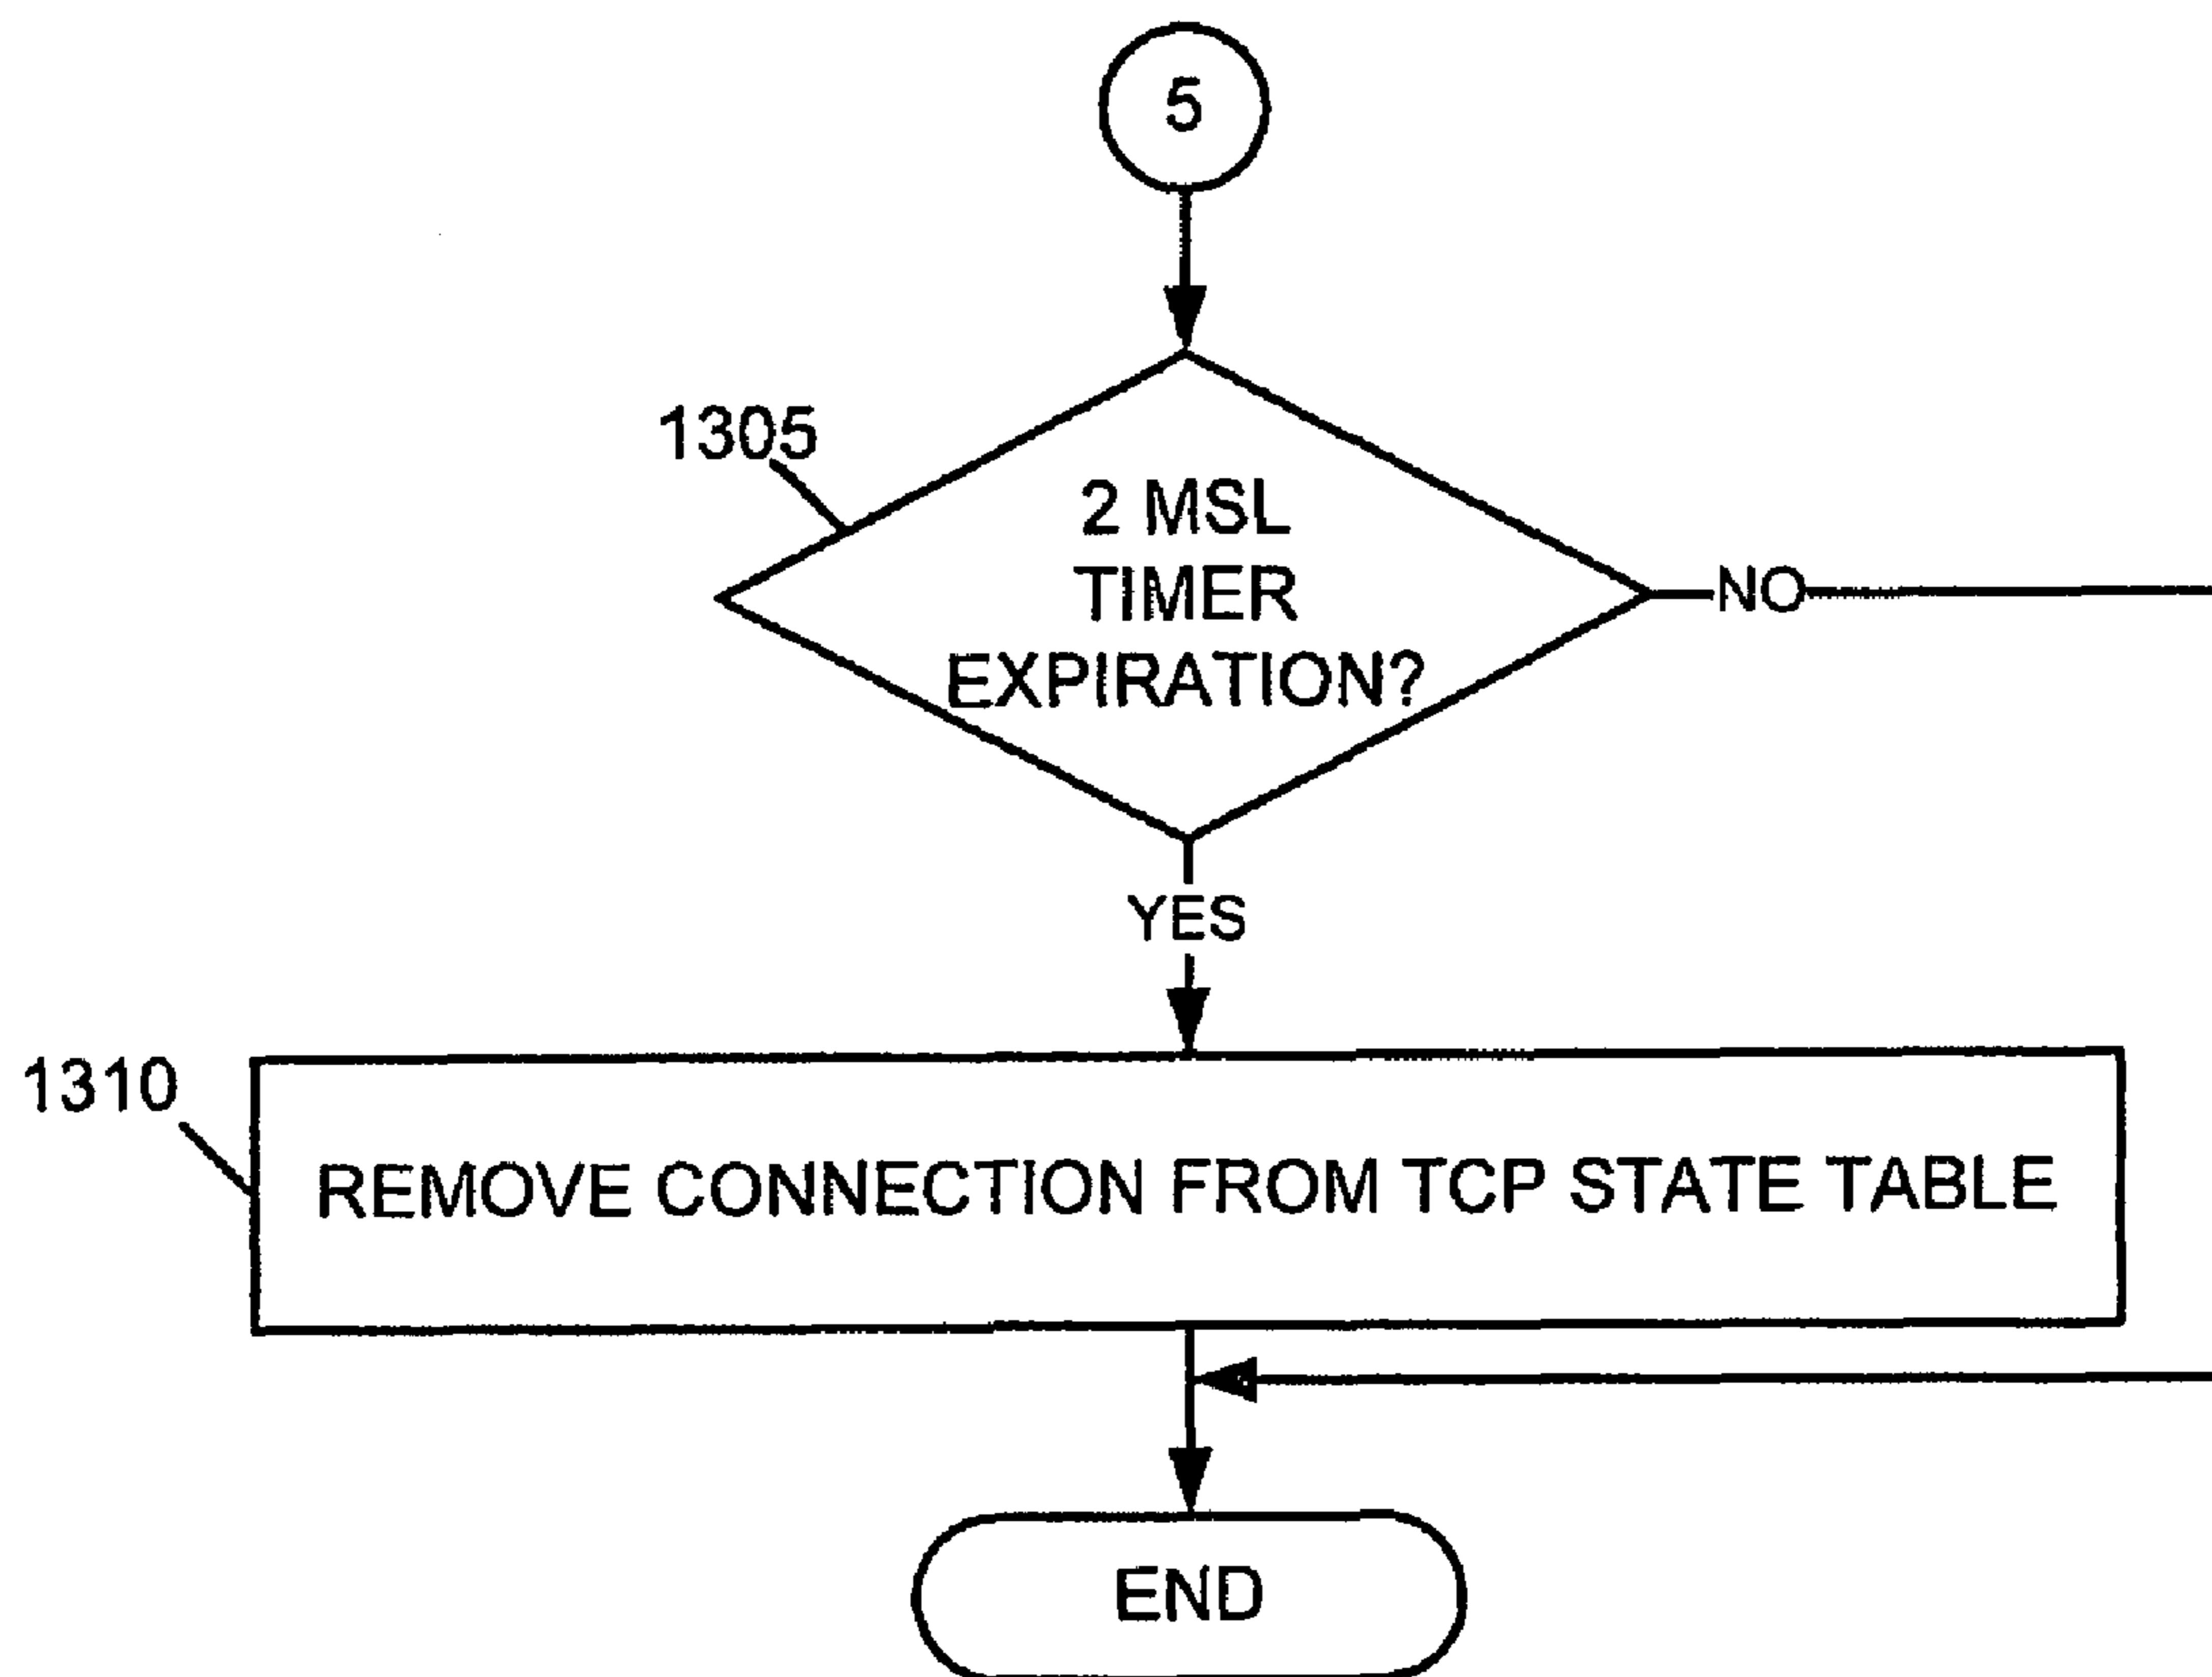 5
1305
2 MSL
TIMER
EXPIRATION?
NO
YES
1310
REMOVE CONNECTION FROM TCP STATE TABLE
END